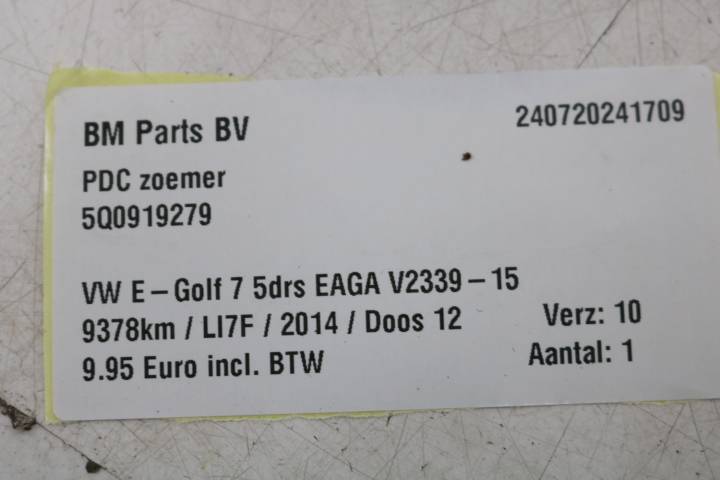 BM Parts BV
240720241709
PDC zoemer
5Q0919279
VW E-Golf 7 5drs EAGA V2339-15
9378km / LI7F / 2014 / Doos 12
Verz: 10
9.95 Euro incl. BTW
Aantal: 1